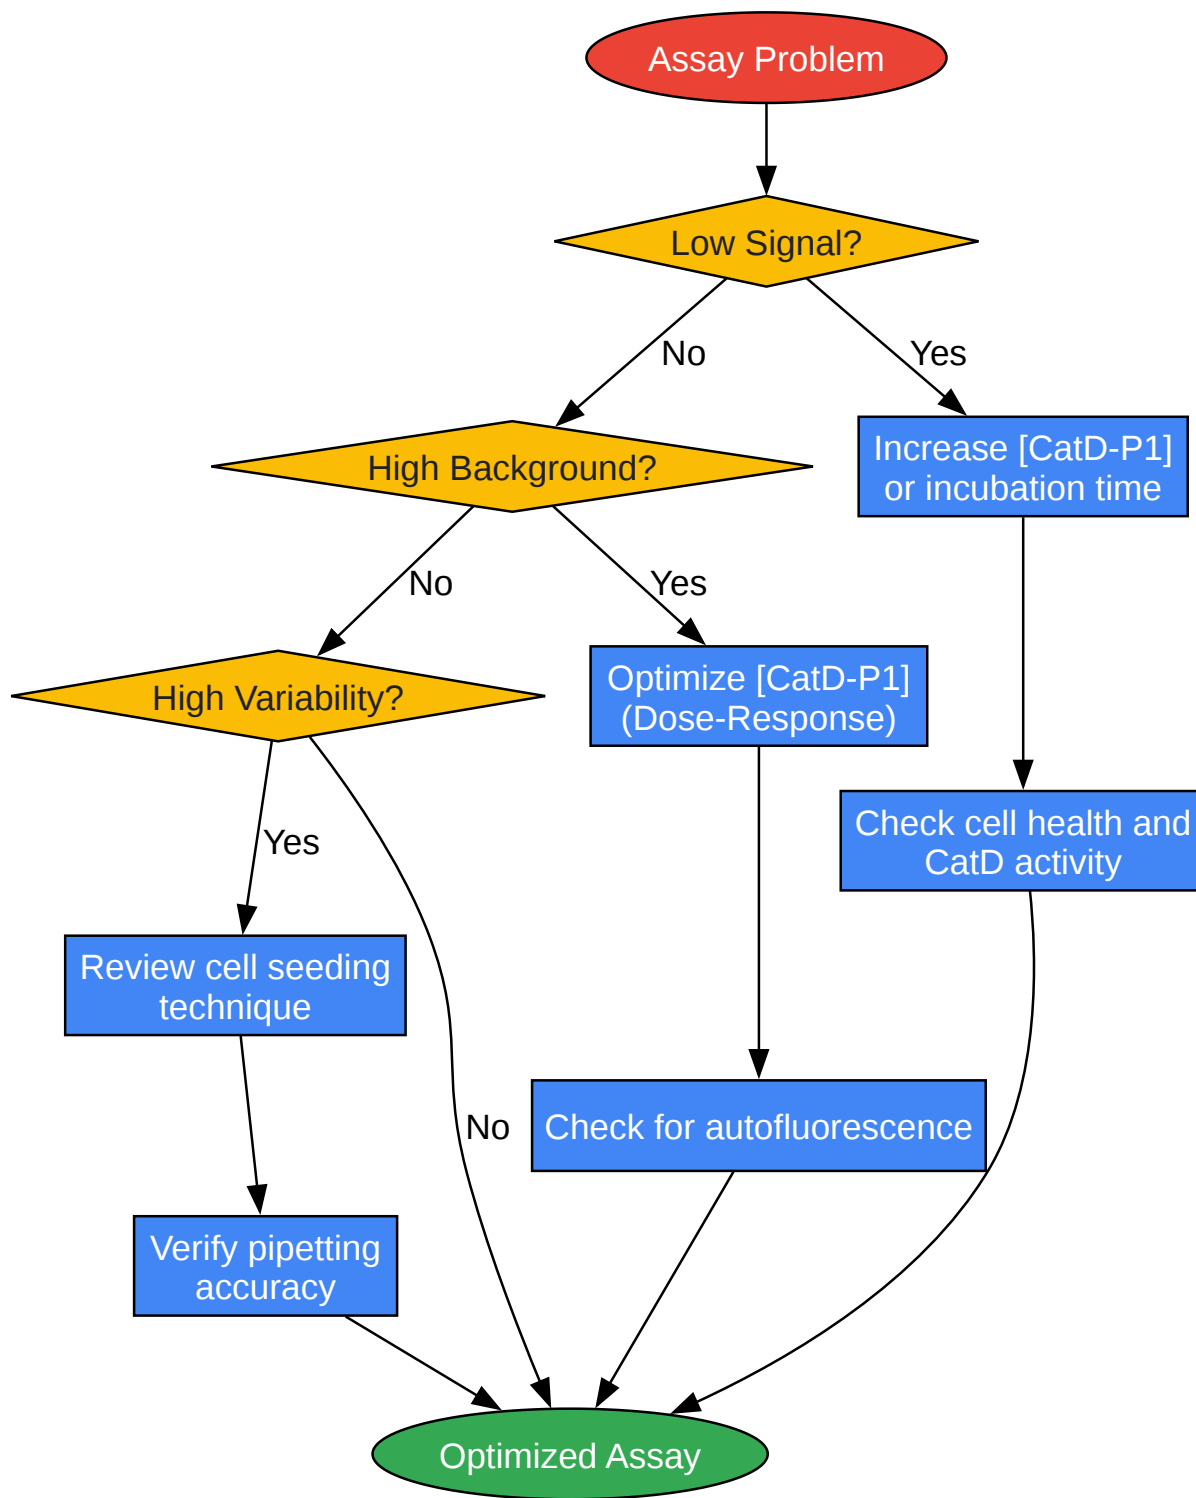 Assay Problem
Low Signal?
No
Yes
High Background?
Increase [CatD-P1]
or incubation time
No
Yes
High Variability?
Optimize [CatD-P1]
(Dose-Response)
Yes
Check cell health and
CatD activity
Review cell seeding
technique
No
Check for autofluorescence
Verify pipetting
accuracy
Optimized Assay